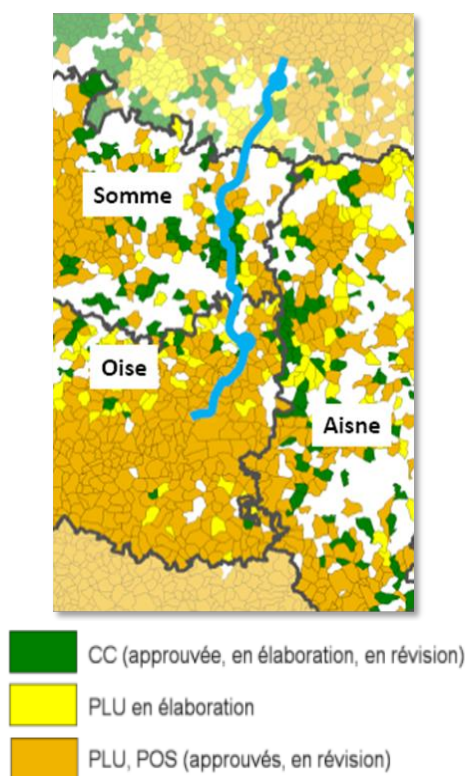 Somme
Oise
Aisne
CC (approuvée, en élaboration, en révision)
PLU en élaboration
PLU, POS (approuvés, en révision)